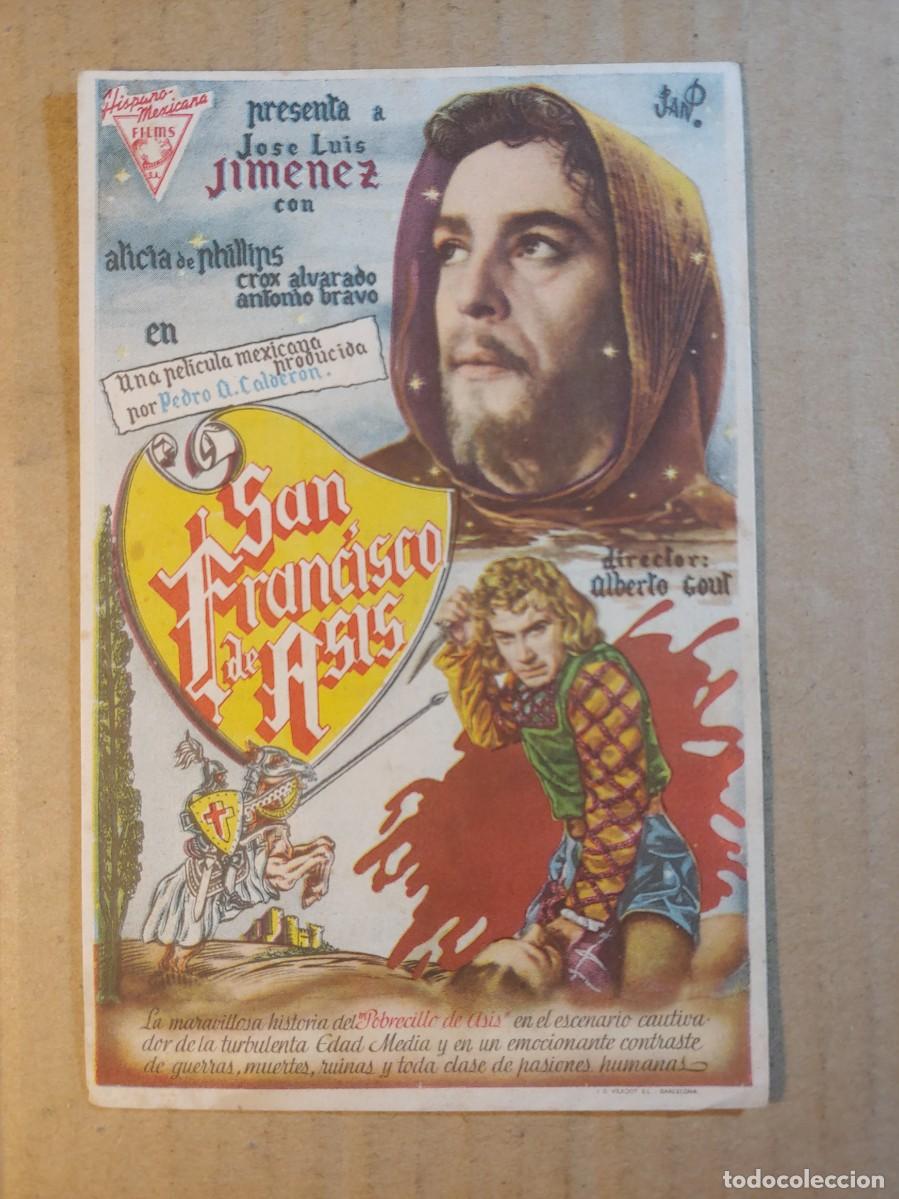 Hispano-
Mexicana
FILMS
S.A.
presenta a
Jose Luis
JIMENEZ
con
alicia de phillips
crox alvarado
antonio bravo
en
Una pelicula mexicana
producida
por Pedro A. Calderon.
JANO
San
Francisco
de Asis
director:
Alberto Gout
La maravillosa historia del "Pobrecillo de Asis" en el escenario cautiva-
dor de la turbulenta Edad Media y en un emocionante contraste
de guerras, muertes, ruinas y toda clase de pasiones humanas
I. G. VILADOT S.L. - BARCELONA
todocoleccion